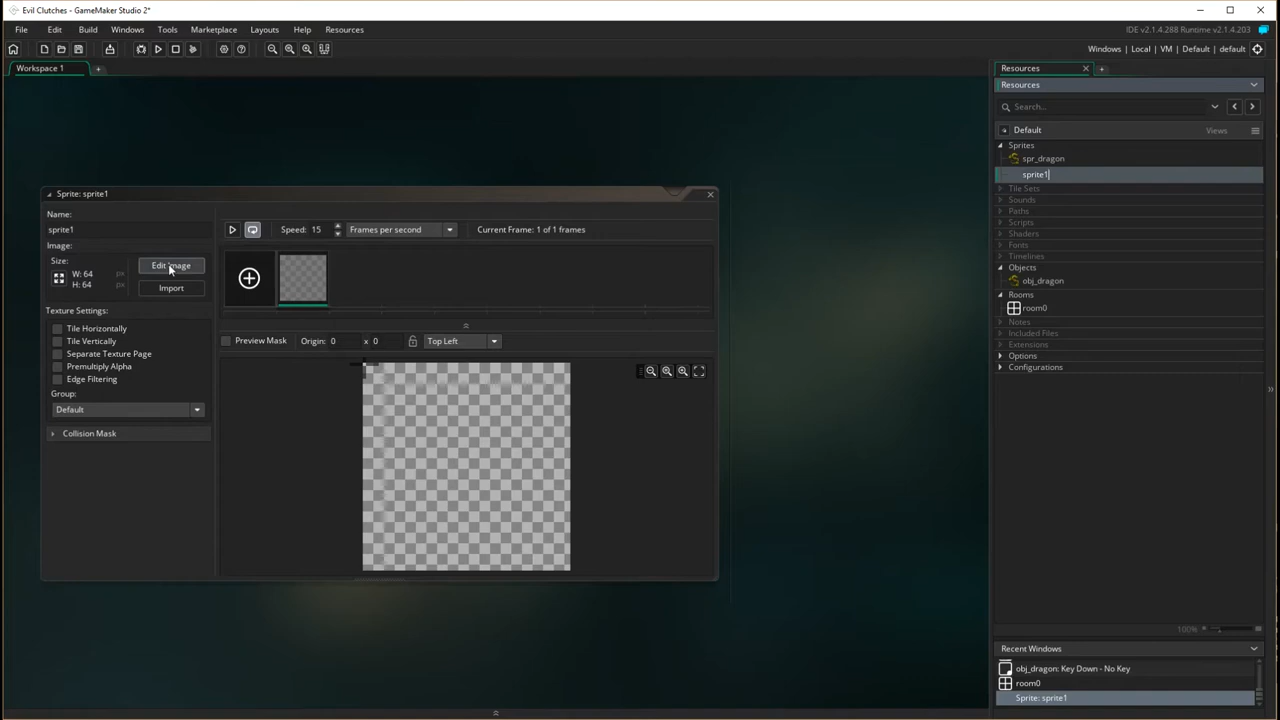 Evil Clutches - GameMaker Studio 2*
File Edit Build Windows Tools Marketplace Layouts Help Resources
IDE v2.1.4.288 Runtime v2.1.4.203
Windows | Local | VM | Default | default
Workspace 1
Resources
Resources
Search...
Default
Views
Sprites
spr_dragon
sprite1
Tile Sets
Sounds
Paths
Scripts
Shaders
Fonts
Timelines
Objects
obj_dragon
Rooms
room0
Notes
Included Files
Extensions
Options
Configurations
Sprite: sprite1
Name:
sprite1
Image:
Size:
W: 64 px
H: 64 px
Edit Image
Import
Texture Settings:
Tile Horizontally
Tile Vertically
Separate Texture Page
Premultiply Alpha
Edge Filtering
Group:
Default
Collision Mask
Speed: 15 Frames per second Current Frame: 1 of 1 frames
Preview Mask Origin: 0 x 0 Top Left
100%
Recent Windows
obj_dragon: Key Down - No Key
room0
Sprite: sprite1